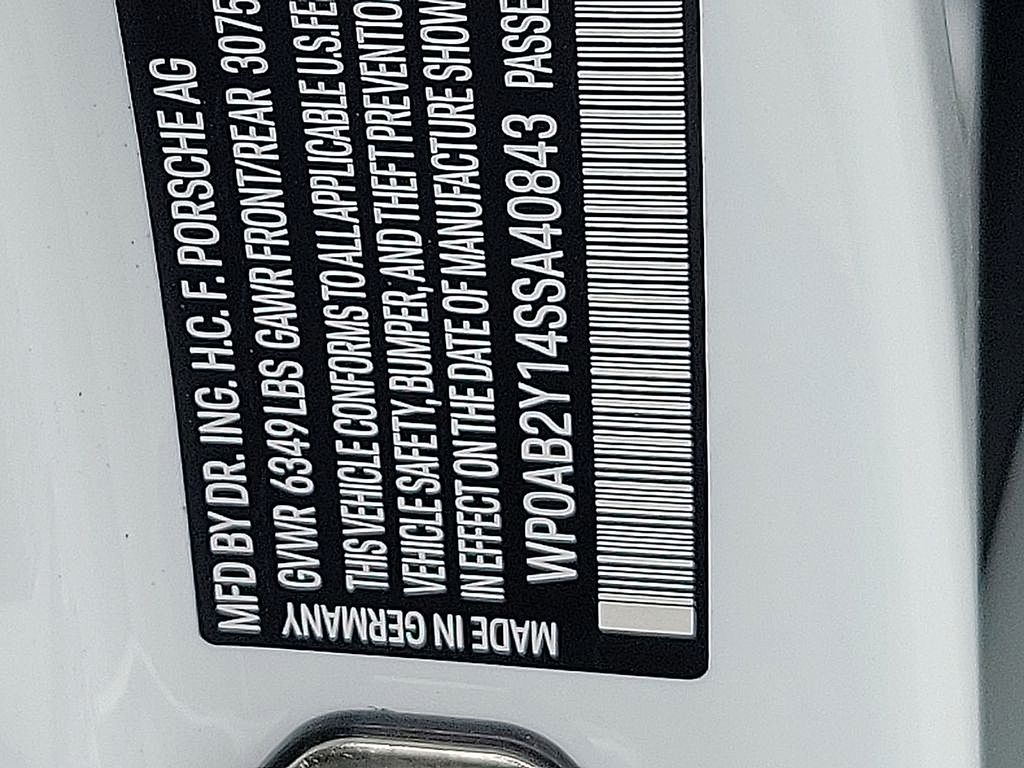 MFD BY DR. ING. H.C. F. PORSCHE AG
GVWR 6349 LBS GAWR FRONT/REAR 3075
THIS VEHICLE CONFORMS TO ALL APPLICABLE U.S. FE
VEHICLE SAFETY, BUMPER, AND THEFT PREVENTIO
IN EFFECT ON THE DATE OF MANUFACTURE SHOW
WP0AB2Y14SSA40843 PASSE
MADE IN GERMANY